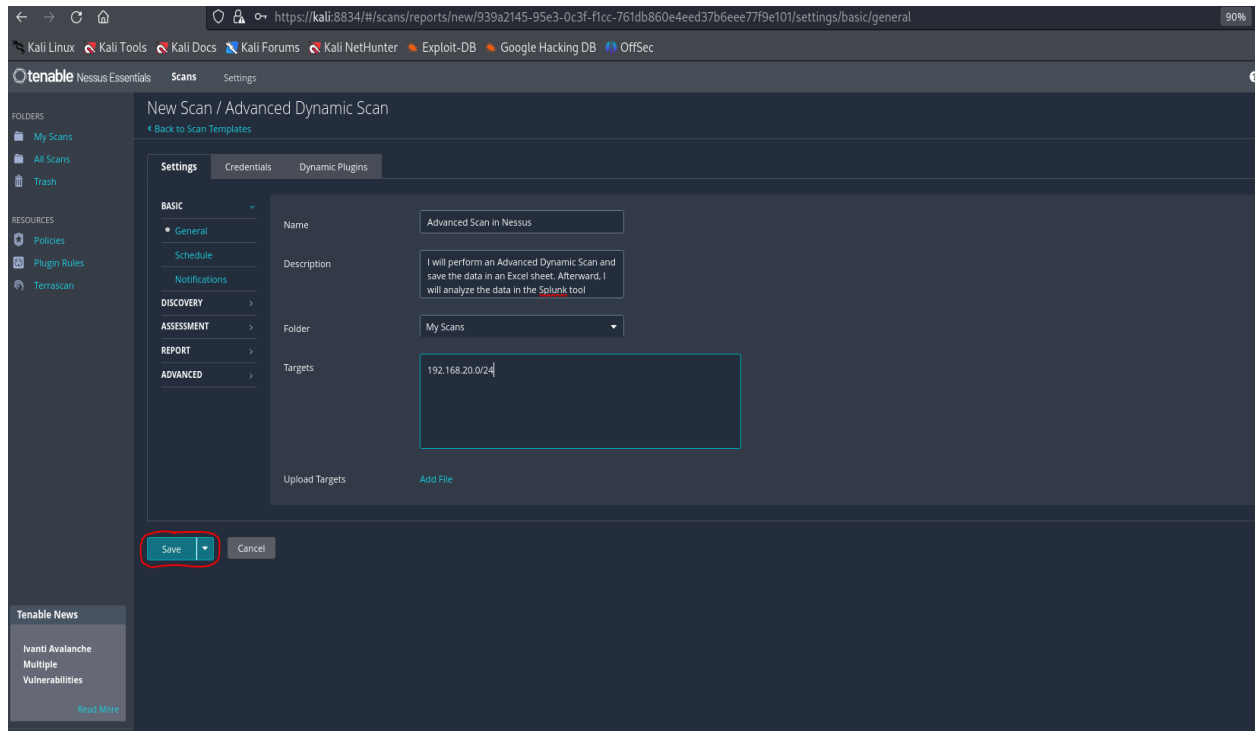 https://kali:8834/#/scans/reports/new/939a2145-95e3-0c3f-f1cc-761db860e4eed37b6eee77f9e101/settings/basic/general 90%
Kali Linux Kali Tools Kali Docs Kali Forums Kali NetHunter Exploit-DB Google Hacking DB OffSec
tenable Nessus Essentials Scans Settings
FOLDERS
My Scans
All Scans
Trash
RESOURCES
Policies
Plugin Rules
Terrascan
New Scan / Advanced Dynamic Scan
Back to Scan Templates
Settings Credentials Dynamic Plugins
BASIC
General
Schedule
Notifications
DISCOVERY
ASSESSMENT
REPORT
ADVANCED
Name Advanced Scan in Nessus
Description
I will perform an Advanced Dynamic Scan and
save the data in an Excel sheet. Afterward, I
will analyze the data in the Splunk tool
Folder My Scans
Targets 192.168.20.0/24
Upload Targets Add File
Save Cancel
Tenable News
Ivanti Avalanche
Multiple
Vulnerabilities
Read More